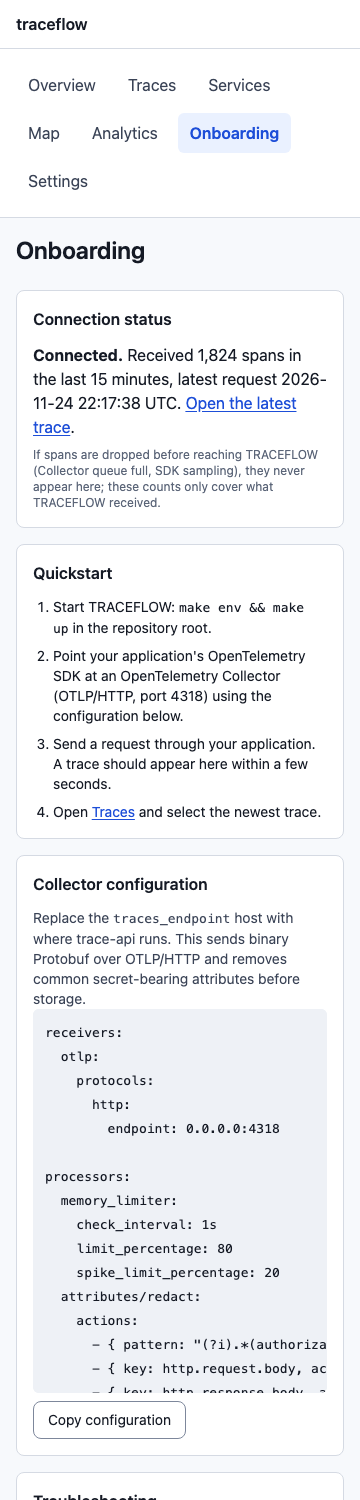 traceflow
Overview Traces Services
Map Analytics Onboarding
Settings
Onboarding
Connection status
Connected. Received 1,824 spans in
the last 15 minutes, latest request 2026-
11-24 22:17:38 UTC. Open the latest
trace.
If spans are dropped before reaching TRACEFLOW
(Collector queue full, SDK sampling), they never
appear here; these counts only cover what
TRACEFLOW received.
Quickstart
1. Start TRACEFLOW: make env && make
up in the repository root.
2. Point your application's OpenTelemetry
SDK at an OpenTelemetry Collector
(OTLP/HTTP, port 4318) using the
configuration below.
3. Send a request through your application.
A trace should appear here within a few
seconds.
4. Open Traces and select the newest trace.
Collector configuration
Replace the traces_endpoint host with
where trace-api runs. This sends binary
Protobuf over OTLP/HTTP and removes
common secret-bearing attributes before
storage.
receivers:
  otlp:
    protocols:
      http:
        endpoint: 0.0.0.0:4318
processors:
  memory_limiter:
    check_interval: 1s
    limit_percentage: 80
    spike_limit_percentage: 20
  attributes/redact:
    actions:
      – { pattern: "(?i).*(authoriza
      – { key: http.request.body, ac
      – { key: http.response.body, a
Copy configuration
Troubleshooting